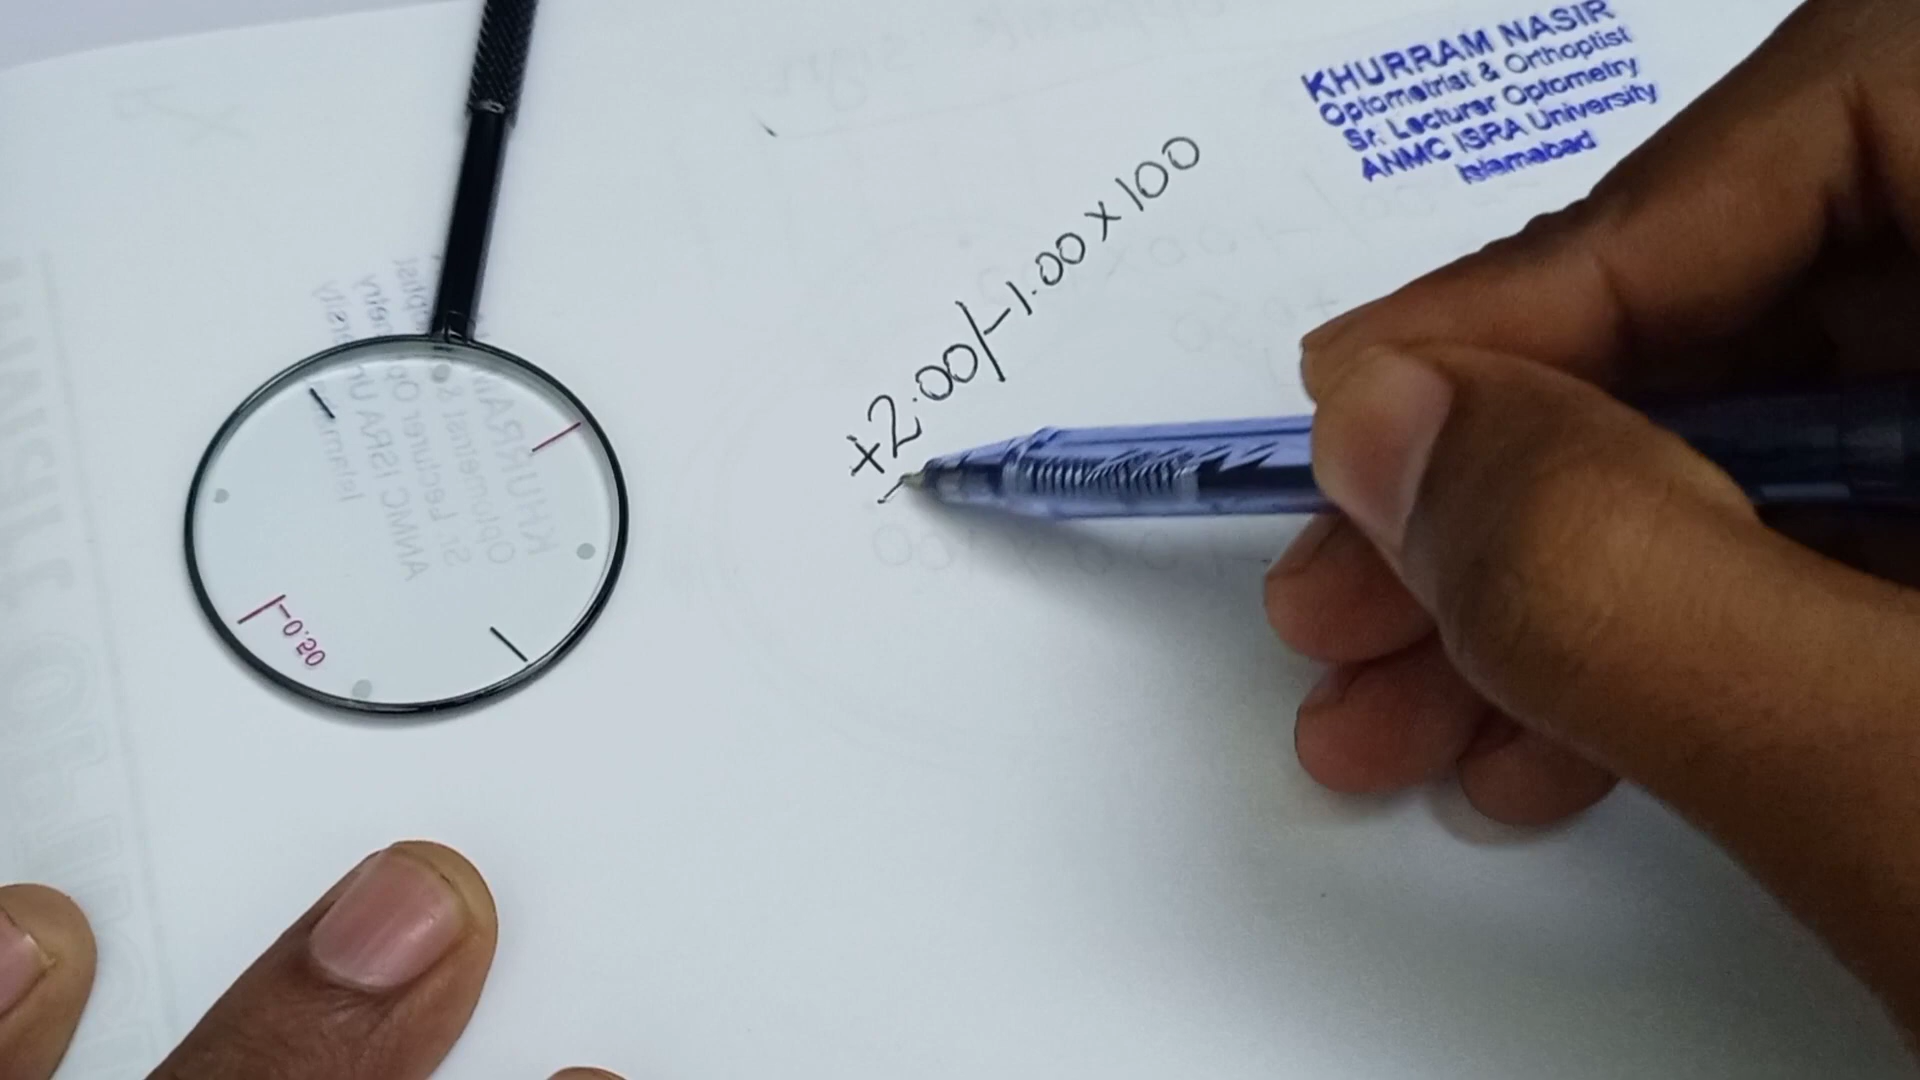 KHURRAM NASIR
Optometrist & Orthoptist
Sr. Lecturer Optometry
ANMC ISRA University
Islamabad
+2.00/-1.00 x 100
-0.50